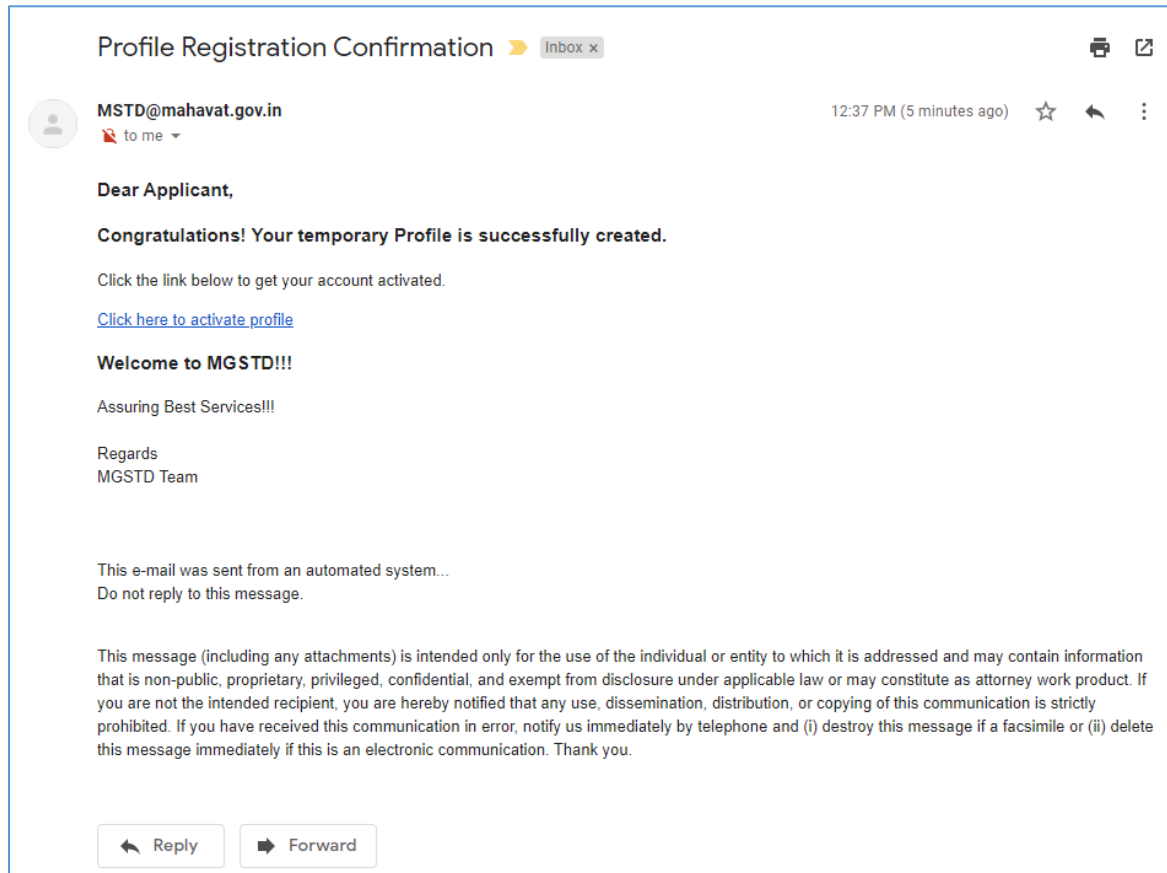 Profile Registration Confirmation Inbox x
MSTD@mahavat.gov.in 12:37 PM (5 minutes ago)
to me
Dear Applicant,
Congratulations! Your temporary Profile is successfully created.
Click the link below to get your account activated.
Click here to activate profile
Welcome to MGSTD!!!
Assuring Best Services!!!
Regards
MGSTD Team
This e-mail was sent from an automated system...
Do not reply to this message.
This message (including any attachments) is intended only for the use of the individual or entity to which it is addressed and may contain information
that is non-public, proprietary, privileged, confidential, and exempt from disclosure under applicable law or may constitute as attorney work product. If
you are not the intended recipient, you are hereby notified that any use, dissemination, distribution, or copying of this communication is strictly
prohibited. If you have received this communication in error, notify us immediately by telephone and (i) destroy this message if a facsimile or (ii) delete
this message immediately if this is an electronic communication. Thank you.
Reply Forward